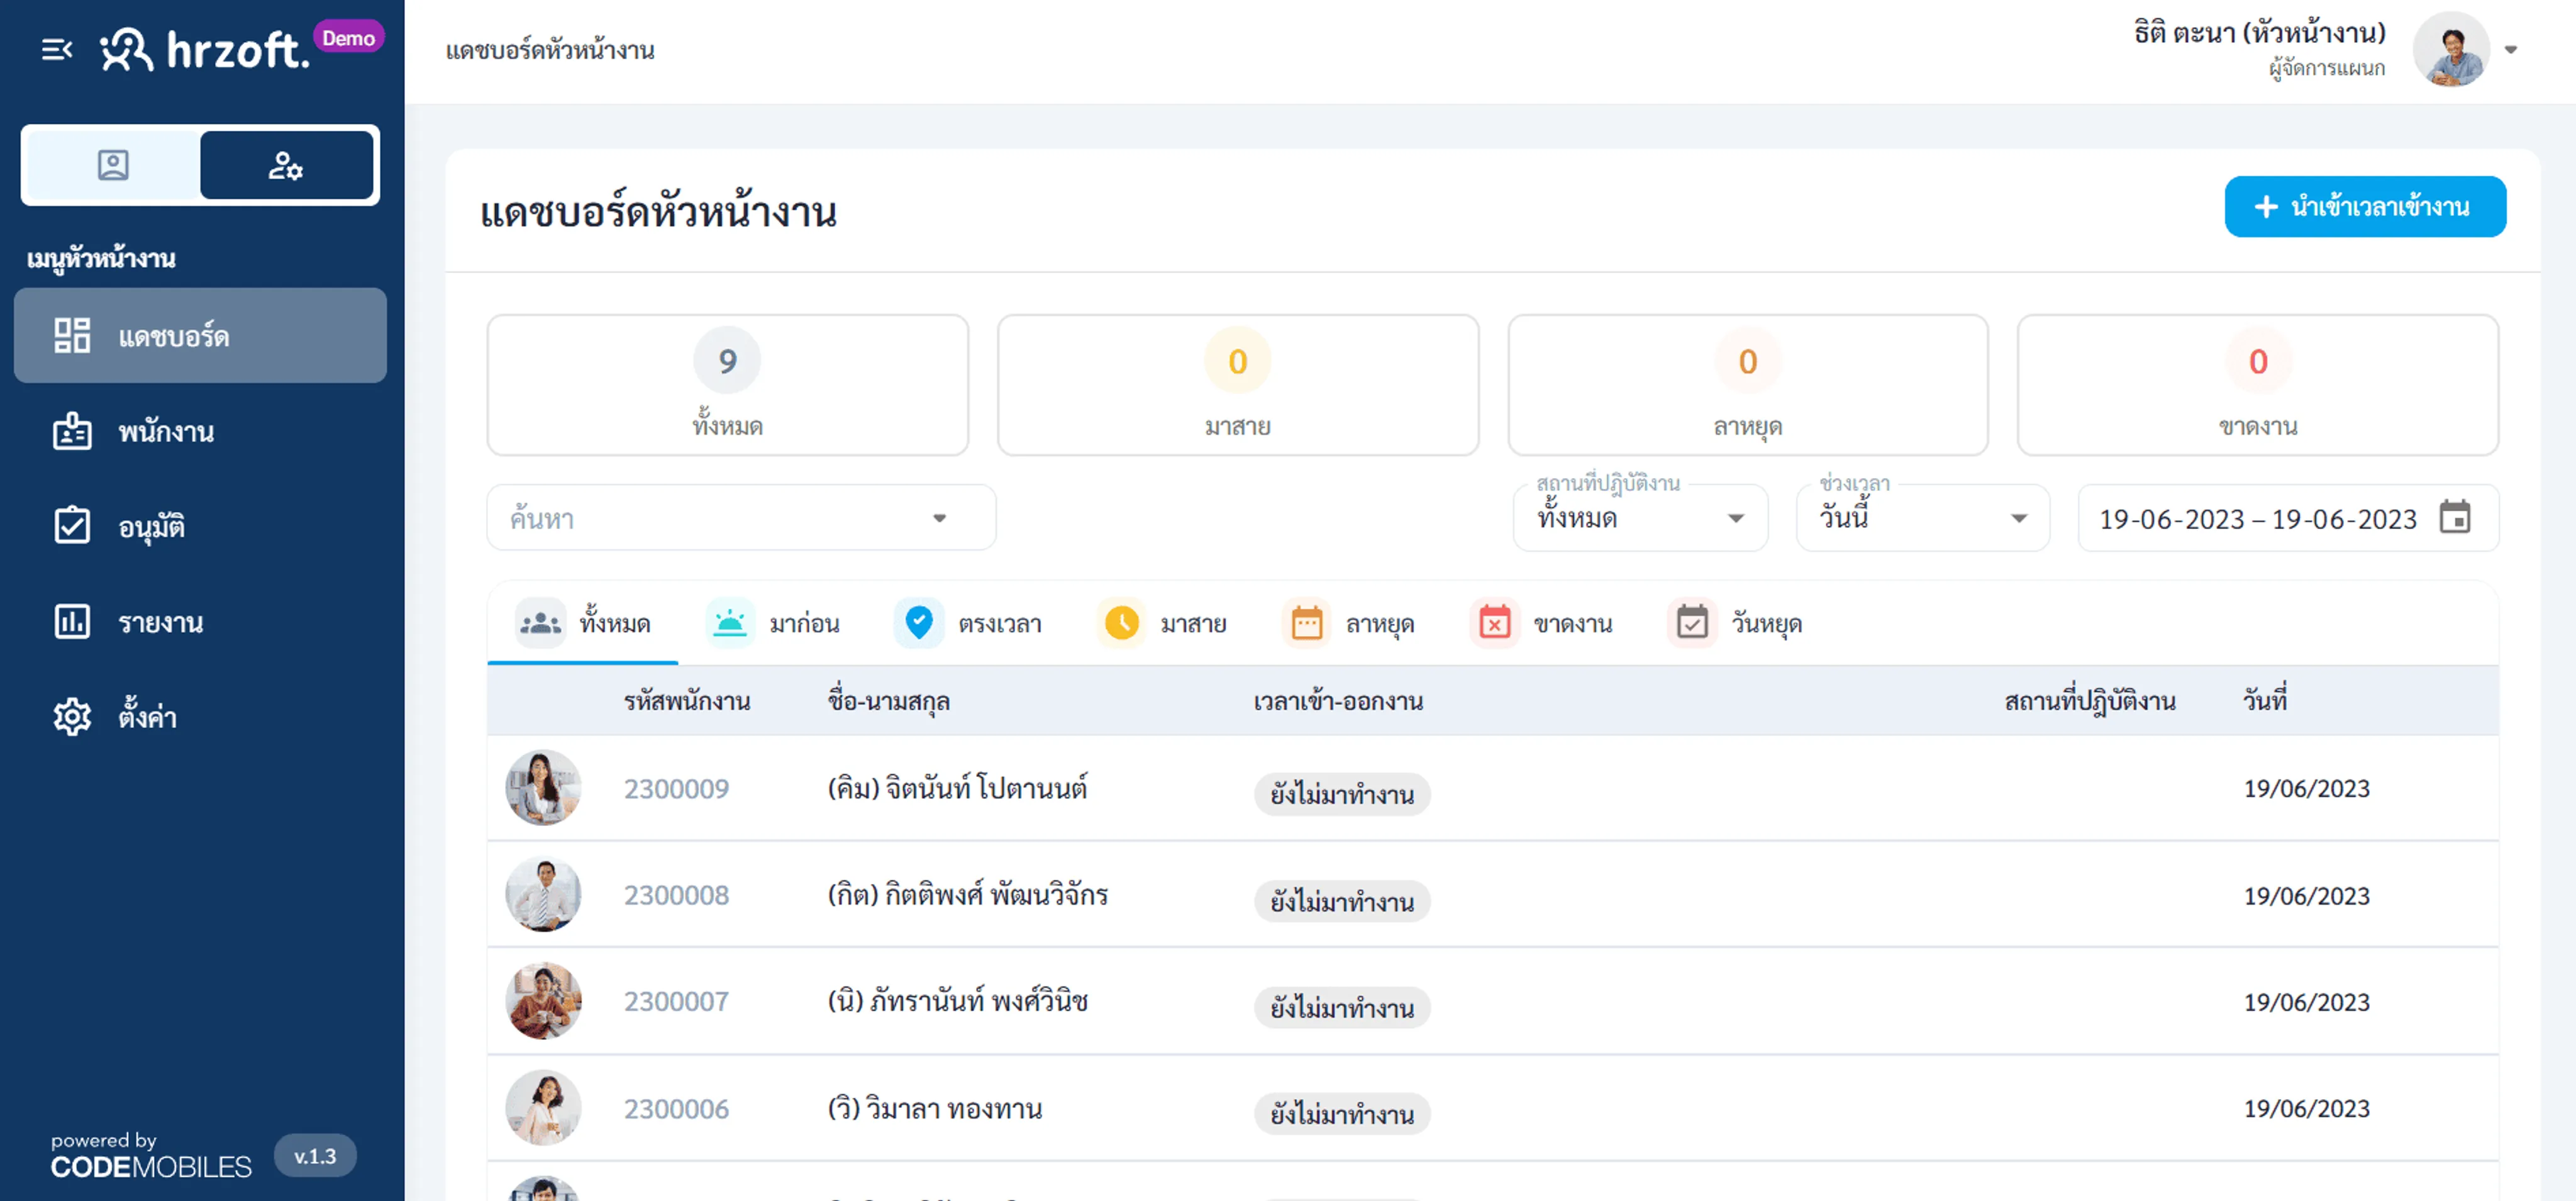 hrzoft. Demo
แดชบอร์ดหัวหน้างาน
ธิติ ตะนา (หัวหน้างาน)
ผู้จัดการแผนก
เมนูหัวหน้างาน
แดชบอร์ด
พนักงาน
อนุมัติ
รายงาน
ตั้งค่า
powered by
CODEMOBILES
v.1.3
แดชบอร์ดหัวหน้างาน
+ นำเข้าเวลาเข้างาน
9
ทั้งหมด
0
มาสาย
0
ลาหยุด
0
ขาดงาน
ค้นหา
สถานที่ปฏิบัติงาน
ทั้งหมด
ช่วงเวลา
วันนี้
19-06-2023 – 19-06-2023
ทั้งหมด มาก่อน ตรงเวลา มาสาย ลาหยุด ขาดงาน วันหยุด
รหัสพนักงาน ชื่อ-นามสกุล เวลาเข้า-ออกงาน สถานที่ปฏิบัติงาน วันที่
2300009 (คิม) จิตนันท์ โปตานนต์ ยังไม่มาทำงาน 19/06/2023
2300008 (กิต) กิตติพงศ์ พัฒนวิจักร ยังไม่มาทำงาน 19/06/2023
2300007 (นิ) ภัทรานันท์ พงศ์วินิช ยังไม่มาทำงาน 19/06/2023
2300006 (วิ) วิมาลา ทองทาน ยังไม่มาทำงาน 19/06/2023